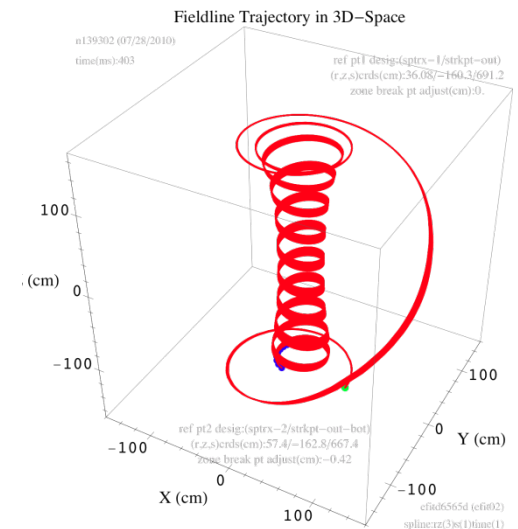 Fieldline Trajectory in 3D−Space
n139302 (07/28/2010)
time(ms):403
ref pt1 desig:(sptrx−1/strkpt−out)
(r,z,s)crds(cm):36.08/−160.3/691.2
zone break pt adjust(cm):0.
100
(cm)
0
−100
ref pt2 desig:(sptrx−2/strkpt−out−bot)
(r,z,s)crds(cm):57.4/−162.8/667.4
zone break pt adjust(cm):−0.42
−100
0
100
X (cm)
100
0
−100
Y (cm)
efitd6565d (efit02)
spline:rz(3)s(1)time(1)